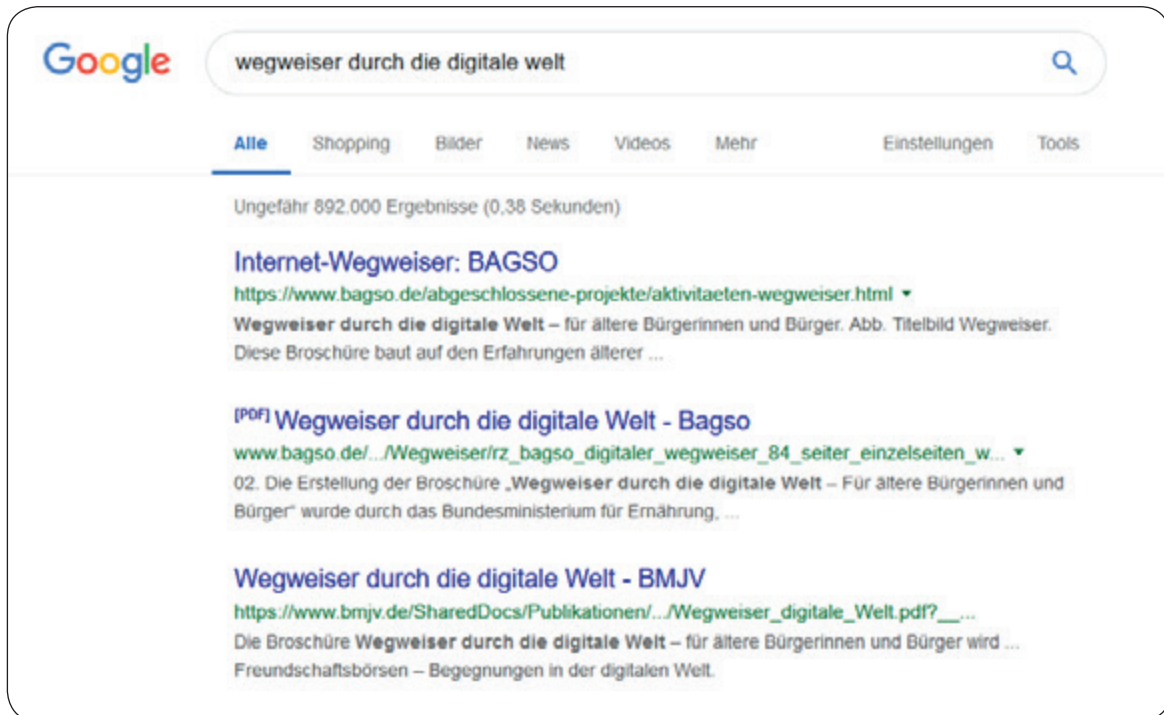 Google
wegweiser durch die digitale welt
Alle Shopping Bilder News Videos Mehr Einstellungen Tools
Ungefähr 892.000 Ergebnisse (0,38 Sekunden)
Internet-Wegweiser: BAGSO
https://www.bagso.de/abgeschlossene-projekte/aktivitaeten-wegweiser.html
Wegweiser durch die digitale Welt – für ältere Bürgerinnen und Bürger. Abb. Titelbild Wegweiser.
Diese Broschüre baut auf den Erfahrungen älterer ...
[PDF] Wegweiser durch die digitale Welt - Bagso
www.bagso.de/.../Wegweiser/rz_bagso_digitaler_wegweiser_84_seiter_einzelseiten_w...
02. Die Erstellung der Broschüre „Wegweiser durch die digitale Welt – Für ältere Bürgerinnen und
Bürger“ wurde durch das Bundesministerium für Ernährung, ...
Wegweiser durch die digitale Welt - BMJV
https://www.bmjv.de/SharedDocs/Publikationen/.../Wegweiser_digitale_Welt.pdf?__...
Die Broschüre Wegweiser durch die digitale Welt – für ältere Bürgerinnen und Bürger wird ...
Freundschaftsbörsen – Begegnungen in der digitalen Welt.